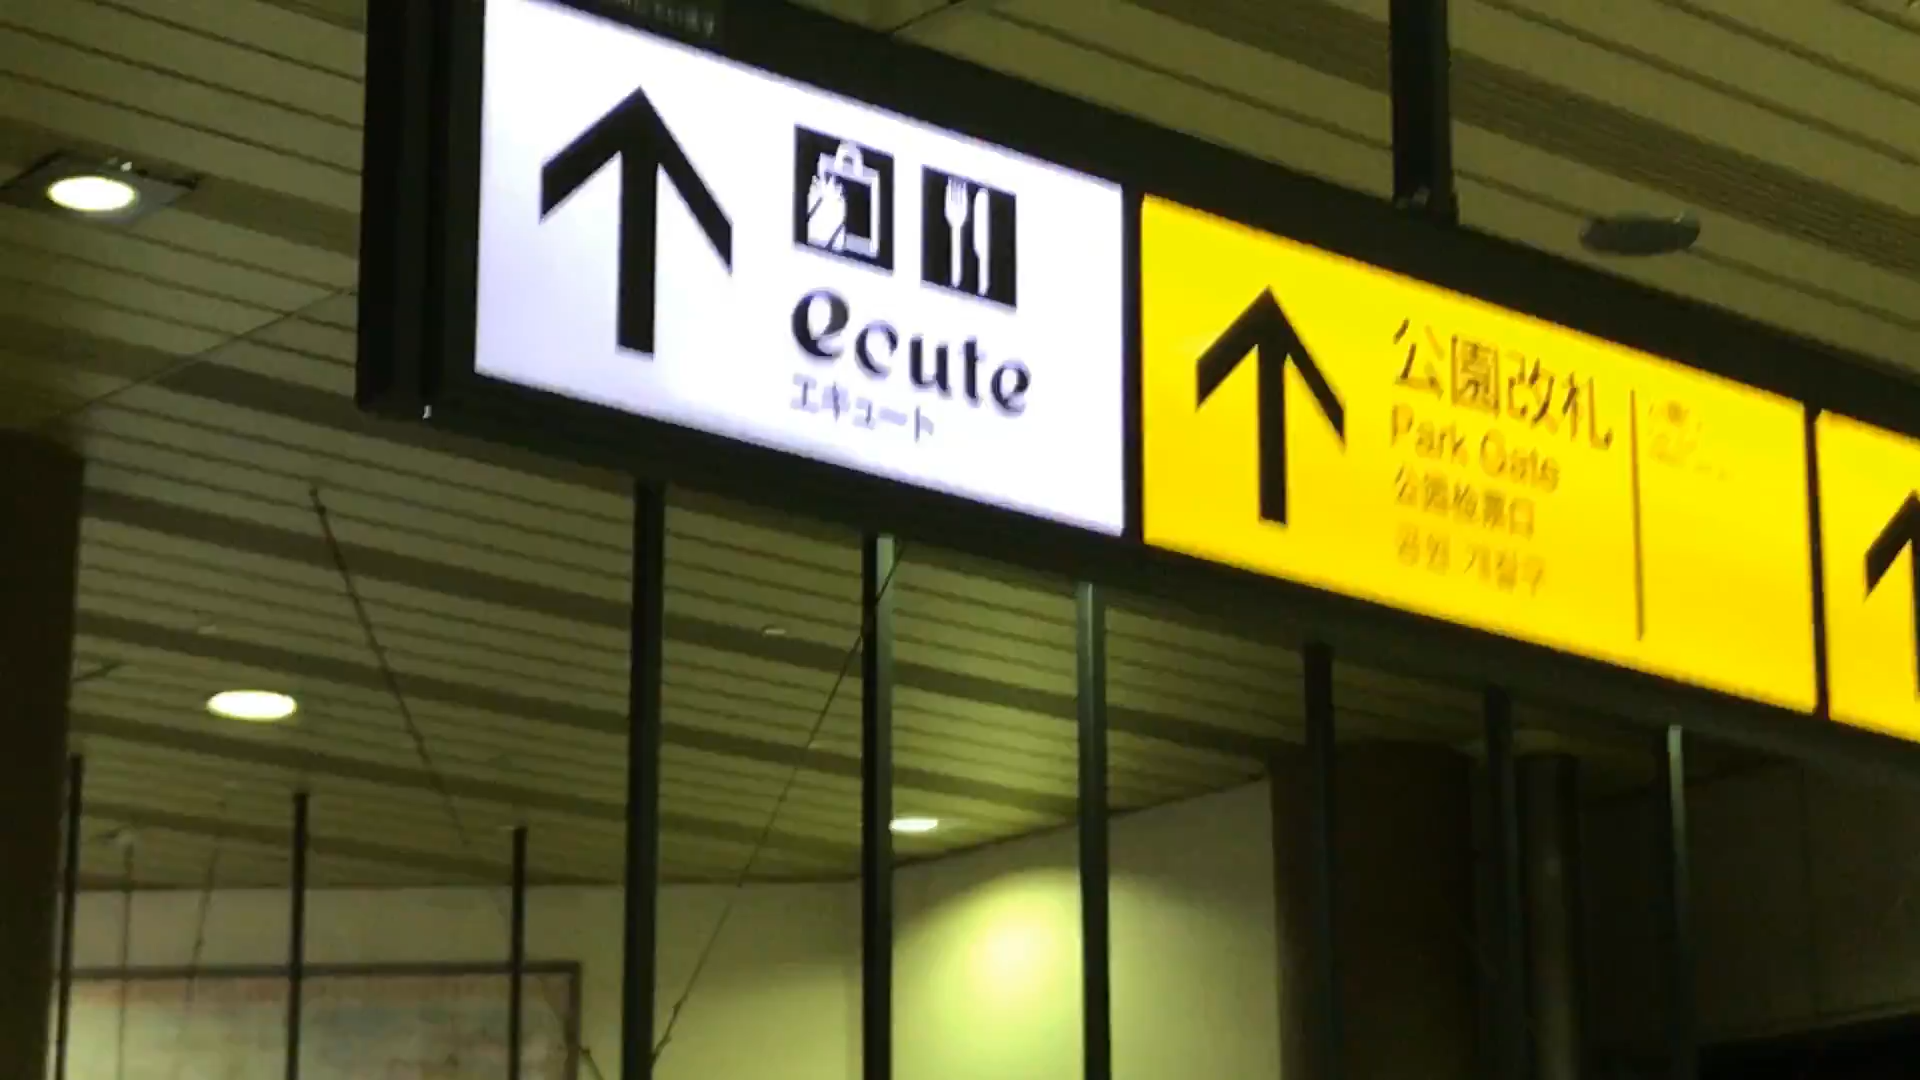 ecute
エキュート
公園改札
Park Gate
公园检票口
공원 개찰구